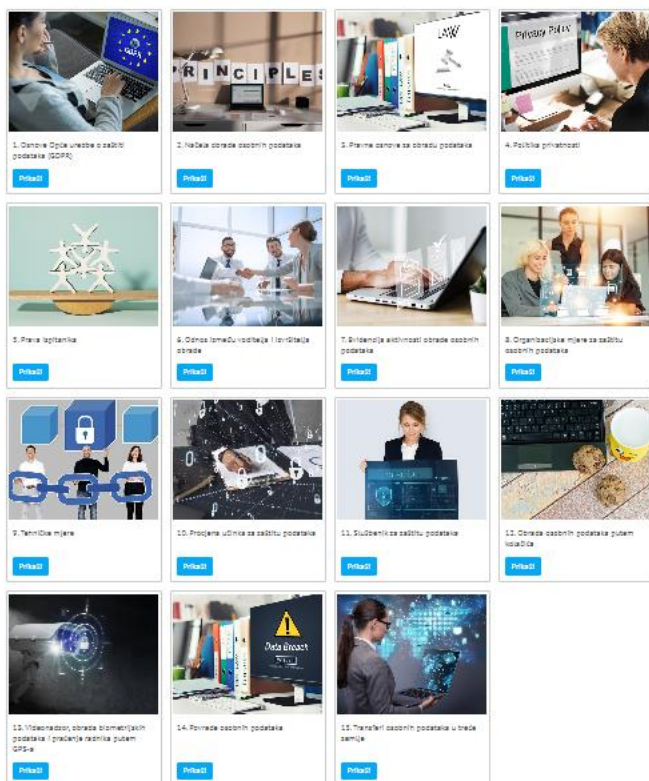 GDPR
PRINCIPLES
LAW
Privacy Policy
1. Osnove Opće uredbe o zaštiti
podataka (GDPR)
2. Načela obrade osobnih podataka
3. Pravne osnove za obradu podataka
4. Politika privatnosti
Prikaži
Prikaži
Prikaži
Prikaži
5. Prava ispitanika
6. Odnos između voditelja i izvršitelja
obrade
7. Evidencija aktivnosti obrade osobnih
podataka
8. Organizacijske mjere za zaštitu
osobnih podataka
Prikaži
Prikaži
Prikaži
Prikaži
9. Tehničke mjere
10. Procjena učinka za zaštitu podataka
11. Službenik za zaštitu podataka
12. Obrada osobnih podataka putem
kolačića
Prikaži
Prikaži
Prikaži
Prikaži
Data Breach
13. Videonadzor, obrada biometrijskih
podataka i praćenje radnika putem
GPS-a
14. Povrede osobnih podataka
15. Transferi osobnih podataka u treće
zemlje
Prikaži
Prikaži
Prikaži